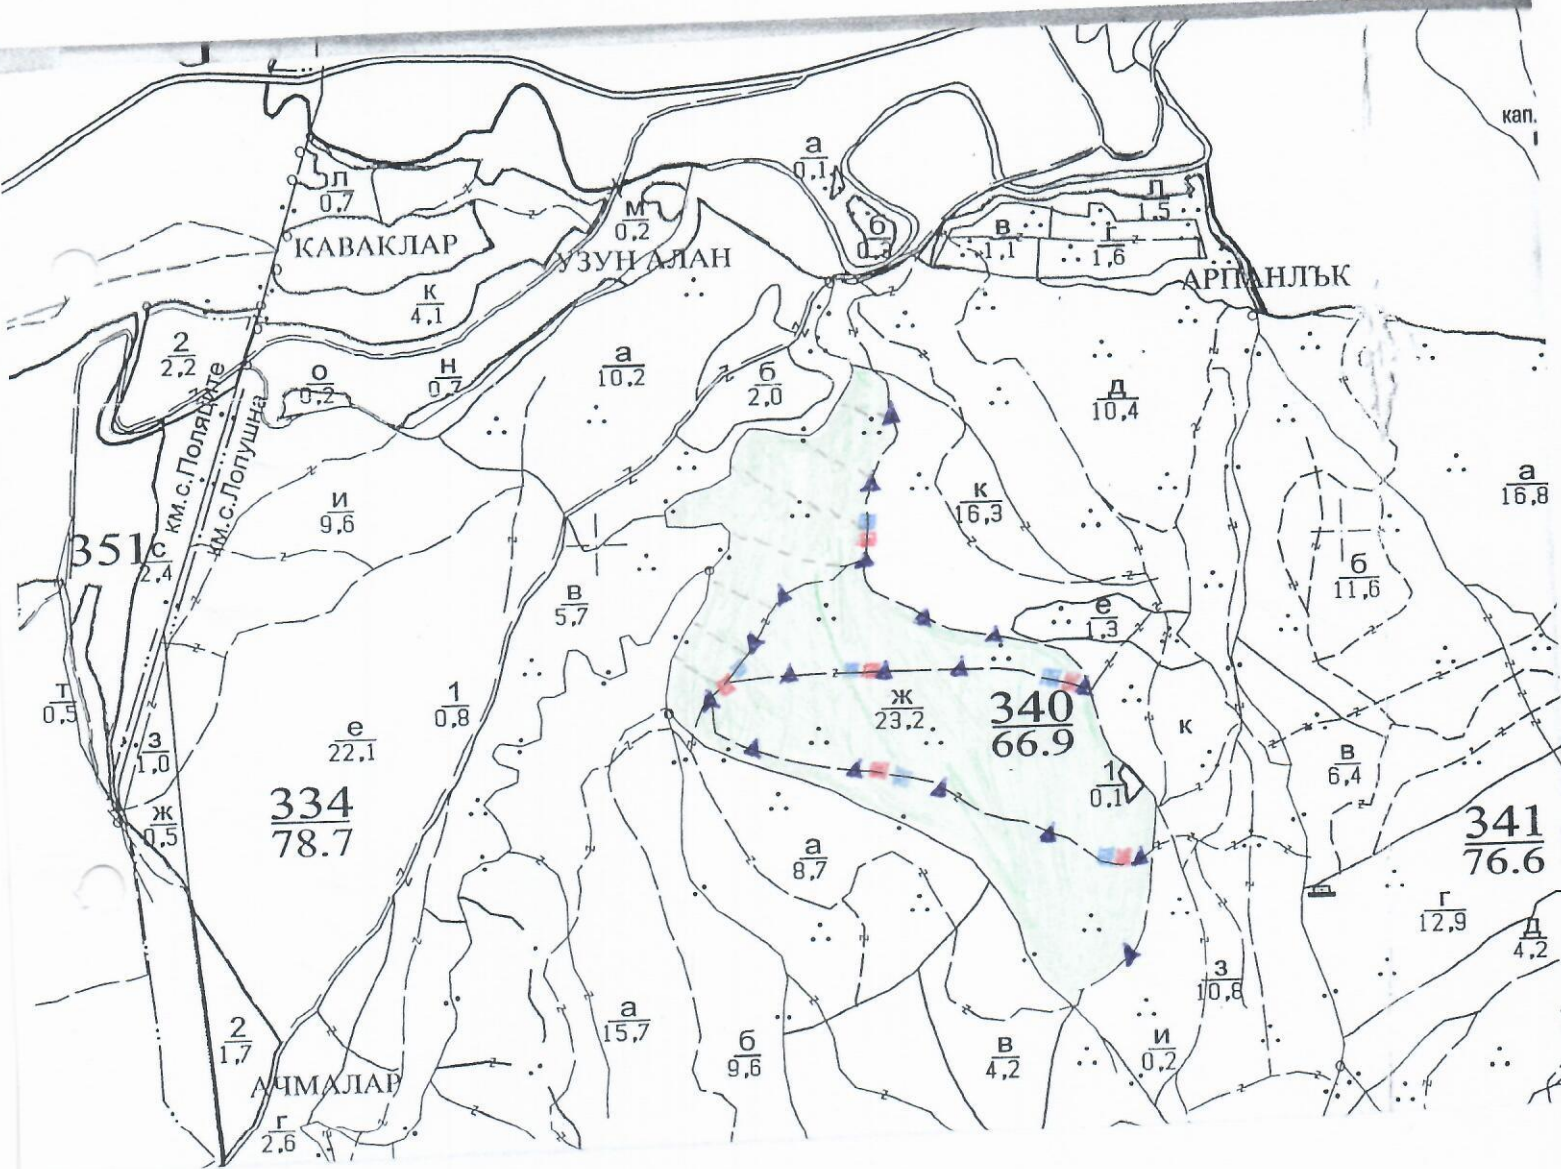 кап.
а
0,1
л
0,7
м
0,2
б
0,3
в
1,1
г
1,6
п
1,5
КАВАКЛАР
УЗУН АЛАН
АРПАНЛЪК
к
4,1
2
2,2
о
0,2
н
0,7
а
10,2
б
2,0
д
10,4
км.с.Поляците
км.с.Лопушна
и
9,6
к
16,3
а
16,8
351
с
2,4
в
5,7
е
1,3
б
11,6
т
0,5
з
1,0
е
22,1
1
0,8
ж
23,2
340
66.9
к
в
6,4
1
0,1
ж
0,5
334
78.7
а
8,7
341
76.6
г
12,9
д
4,2
з
10,8
2
1,7
а
15,7
б
9,6
в
4,2
и
0,2
АЧМАЛАР
г
2,6